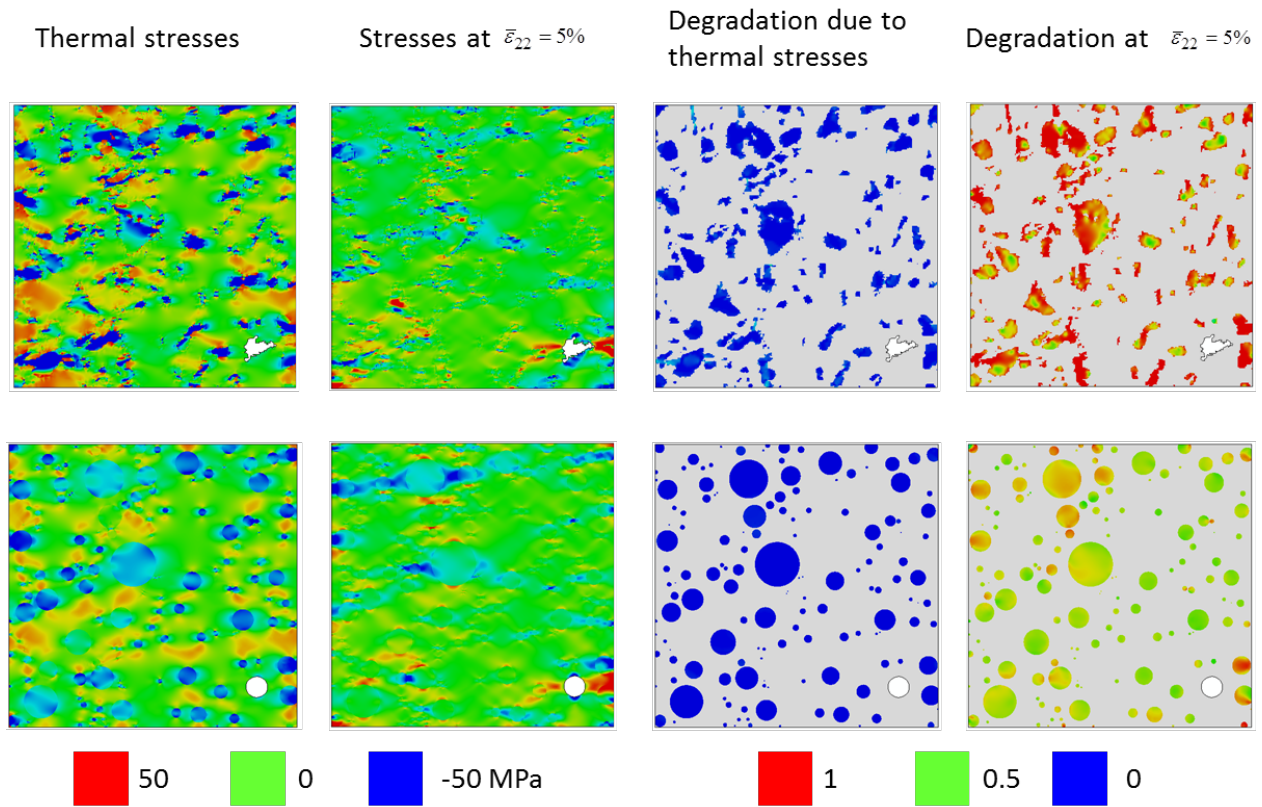 Thermal stresses
Stresses at ε̄₂₂ = 5%
Degradation due to
thermal stresses
Degradation at ε̄₂₂ = 5%
50
0
-50 MPa
1
0.5
0